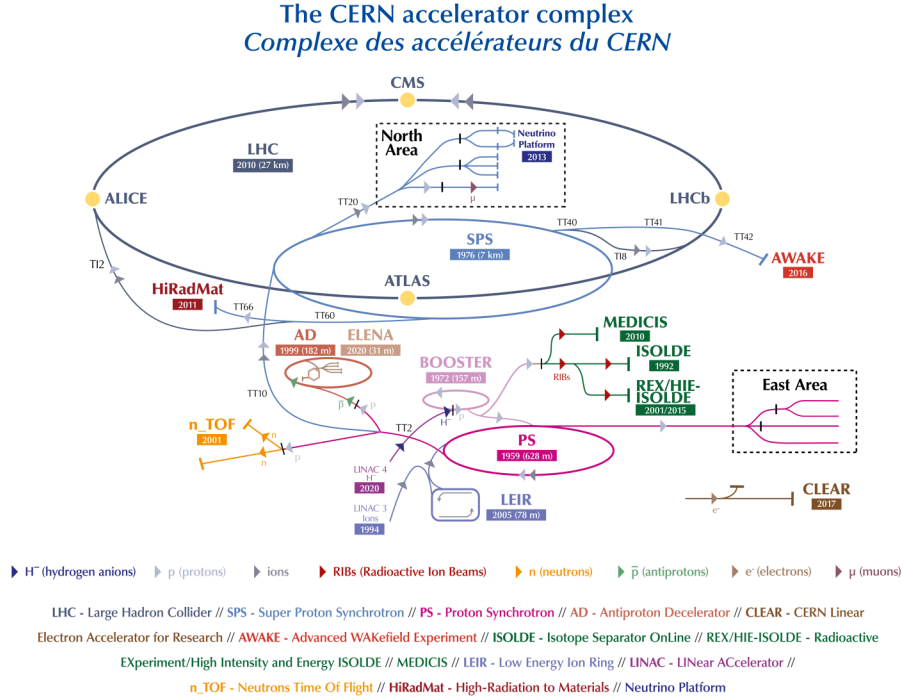 The CERN accelerator complex
Complexe des accélérateurs du CERN
CMS
North
Area
Neutrino
Platform
2013
LHC
2010 (27 km)
ALICE
LHCb
TT20
μ
TT40
TT41
TT42
SPS
1976 (7 km)
TI8
TI2
AWAKE
2016
ATLAS
HiRadMat
2011
TT66
TT60
AD
1999 (182 m)
ELENA
2020 (31 m)
MEDICIS
2010
BOOSTER
1972 (157 m)
ISOLDE
1992
RIBs
REX/HIE-
ISOLDE
2001/2015
East Area
TT10
p̅
p
p
H⁻
n_TOF
2001
n
n
p
TT2
PS
1959 (628 m)
LINAC 4
H⁻
2020
LINAC 3
Ions
1994
LEIR
2005 (78 m)
CLEAR
2017
e⁻
H⁻ (hydrogen anions)
p (protons)
ions
RIBs (Radioactive Ion Beams)
n (neutrons)
p̅ (antiprotons)
e⁻ (electrons)
μ (muons)
LHC - Large Hadron Collider // SPS - Super Proton Synchrotron // PS - Proton Synchrotron // AD - Antiproton Decelerator // CLEAR - CERN Linear
Electron Accelerator for Research // AWAKE - Advanced WAKefield Experiment // ISOLDE - Isotope Separator OnLine // REX/HIE-ISOLDE - Radioactive
EXperiment/High Intensity and Energy ISOLDE // MEDICIS // LEIR - Low Energy Ion Ring // LINAC - LINear ACcelerator //
n_TOF - Neutrons Time Of Flight // HiRadMat - High-Radiation to Materials // Neutrino Platform